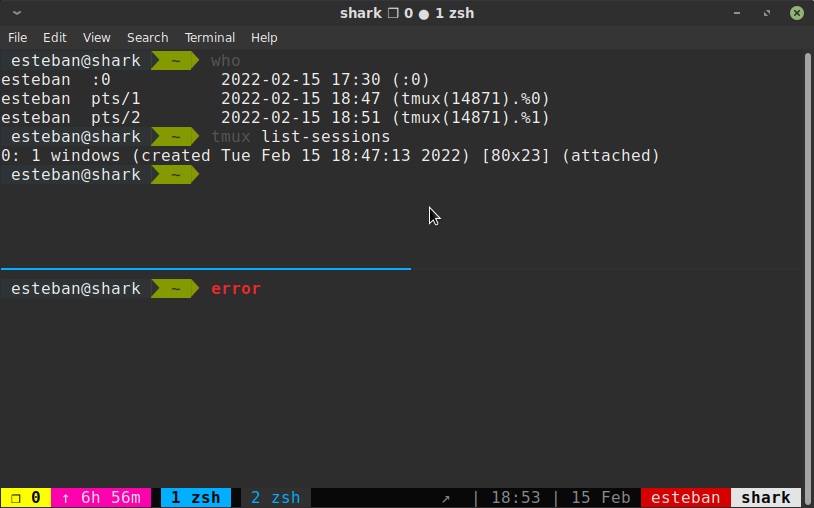 shark ❐ 0 ● 1 zsh
File Edit View Search Terminal Help
esteban@shark ~ who
esteban  :0           2022-02-15 17:30 (:0)
esteban  pts/1        2022-02-15 18:47 (tmux(14871).%0)
esteban  pts/2        2022-02-15 18:51 (tmux(14871).%1)
esteban@shark ~ tmux list-sessions
0: 1 windows (created Tue Feb 15 18:47:13 2022) [80x23] (attached)
esteban@shark ~
esteban@shark ~ error
❐ 0 ↑ 6h 56m 1 zsh 2 zsh ↗ | 18:53 | 15 Feb esteban shark